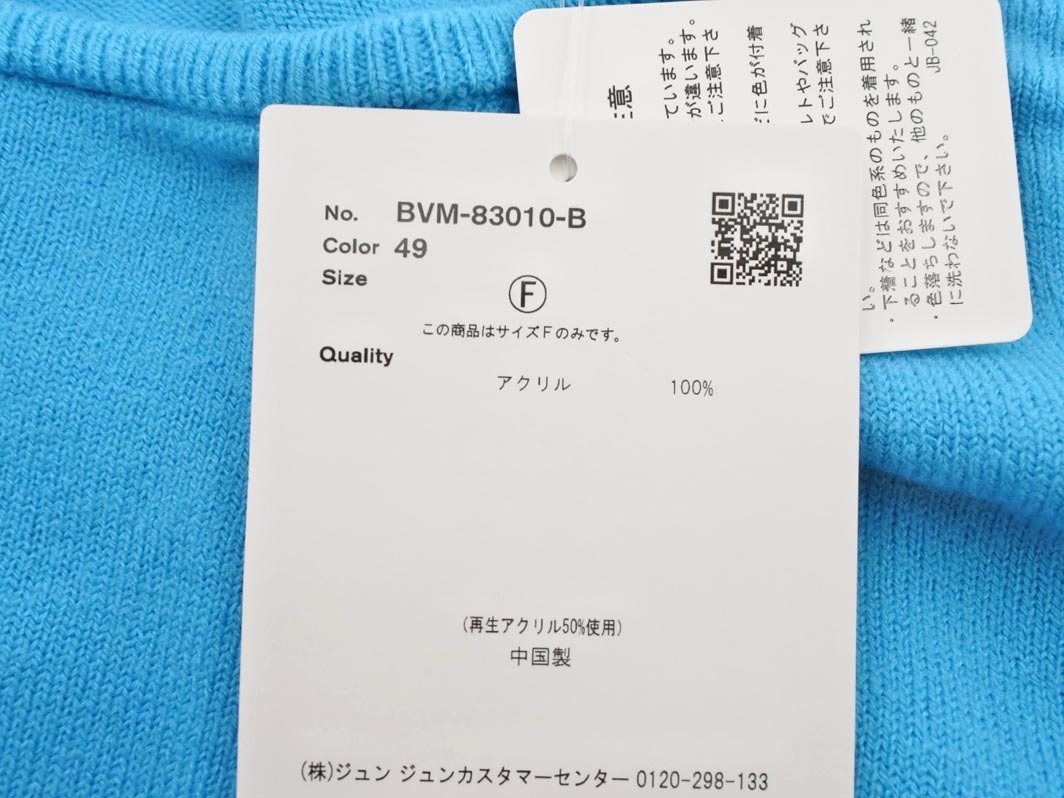 No. BVM-83010-B
Color 49
Size
Ⓕ
この商品はサイズFのみです。
Quality
アクリル 100%
(再生アクリル50%使用)
中国製
(株)ジュン ジュンカスタマーセンター 0120-298-133
意
ています。
が違います。
ご注意下さ
に色が付着
レトやバッグ
でご注意下さ
い。
・下着などは同色系のものを着用され
ることをおすすめいたします。
・色落ちしますので、他のものと一緒
に洗わないで下さい。
JB-042